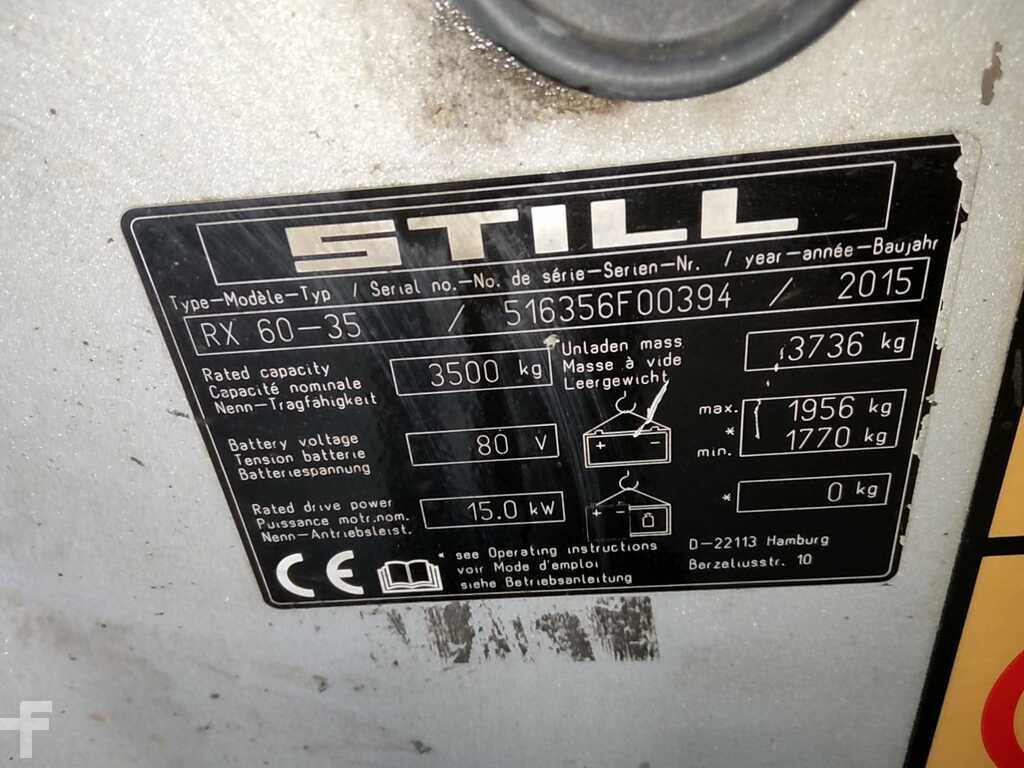 STILL
Type-Modèle-Typ / Serial no.-No. de série-Serien-Nr. / year-année-Baujahr
RX 60-35 / 516356F00394 / 2015
Rated capacity
Capacité nominale
Nenn-Tragfähigkeit
3500 kg
Unladen mass
Masse à vide
Leergewicht
3736 kg
Battery voltage
Tension batterie
Batteriespannung
80 V
+ -
max. 1956 kg
*
min. 1770 kg
Rated drive power
Puissance motr.nom.
Nenn-Antriebsleist.
15.0 kW
+ -
* 0 kg
CE
* see Operating instructions
voir Mode d'emploi
siehe Betriebsanleitung
D-22113 Hamburg
Berzeliusstr. 10
F